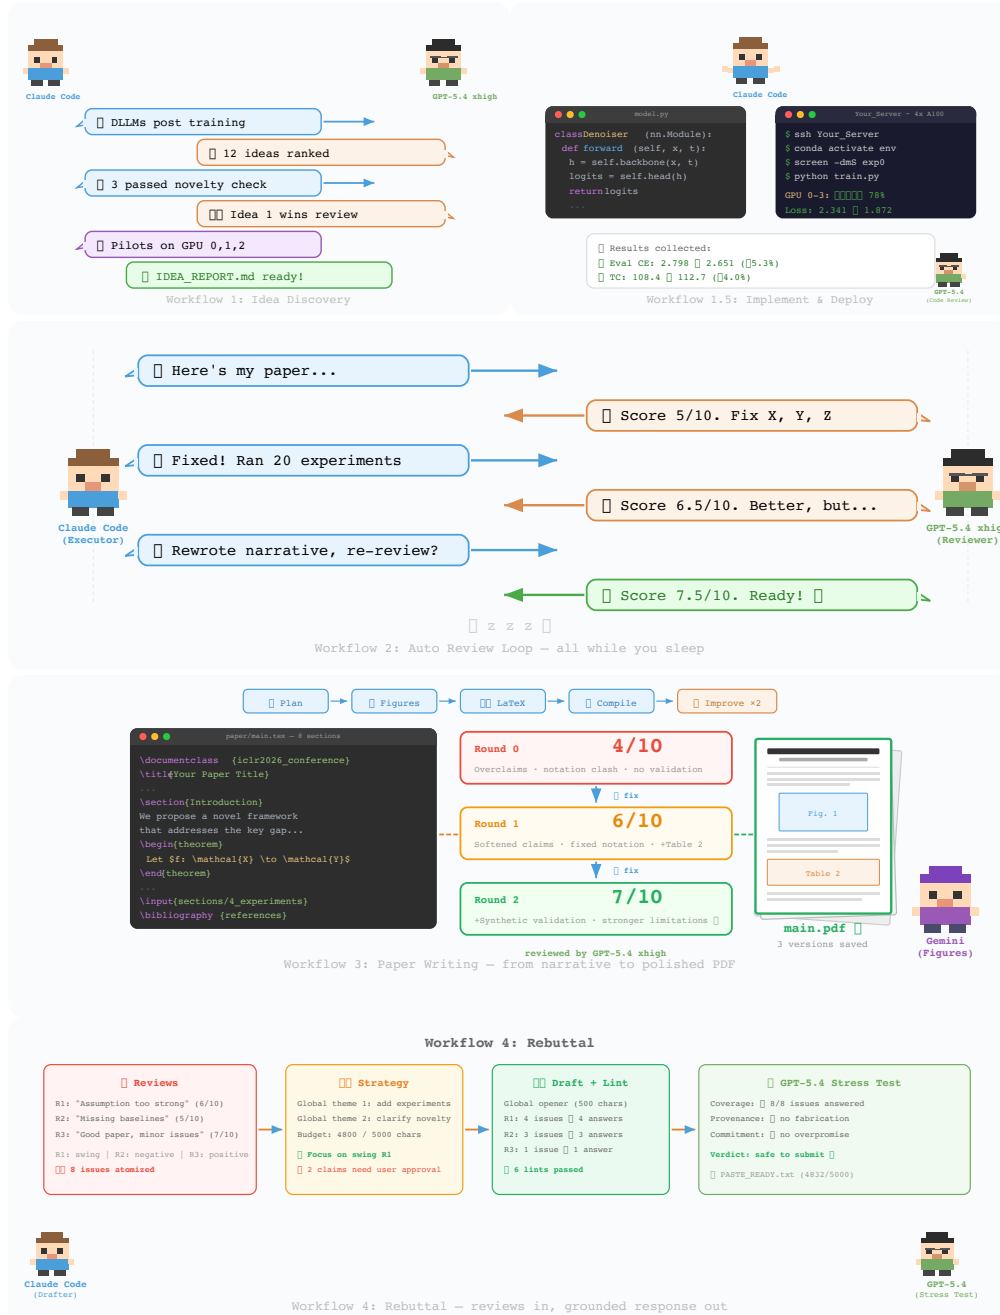 Claude Code
GPT-5.4 xhigh
DLLMs post training
12 ideas ranked
3 passed novelty check
Idea 1 wins review
Pilots on GPU 0,1,2
IDEA_REPORT.md ready!
Workflow 1: Idea Discovery
Claude Code
model.py
classDenoiser (nn.Module):
def forward (self, x, t):
h = self.backbone(x, t)
logits = self.head(h)
return logits
...
Your_Server — 4x A100
$ ssh Your_Server
$ conda activate env
$ screen -dmS exp0
$ python train.py
GPU 0-3: 78%
Loss: 2.341 1.872
Results collected:
Eval CE: 2.798 2.651 (5.3%)
TC: 108.4 112.7 (4.0%)
GPT-5.4
(Code Review)
Workflow 1.5: Implement & Deploy
Here's my paper...
Score 5/10. Fix X, Y, Z
Fixed! Ran 20 experiments
Score 6.5/10. Better, but...
Claude Code
(Executor)
GPT-5.4 xhig
(Reviewer)
Rewrote narrative, re-review?
Score 7.5/10. Ready!
z z z
Workflow 2: Auto Review Loop — all while you sleep
Plan
Figures
LaTeX
Compile
Improve ×2
paper/main.tex — 8 sections
\documentclass {iclr2026_conference}
\title{Your Paper Title}
...
\section{Introduction}
We propose a novel framework
that addresses the key gap...
\begin{theorem}
Let $f: \mathcal{X} \to \mathcal{Y}$
\end{theorem}
...
\input{sections/4_experiments}
\bibliography {references}
Round 0 4/10
Overclaims · notation clash · no validation
fix
Round 1 6/10
Softened claims · fixed notation · +Table 2
fix
Round 2 7/10
+Synthetic validation · stronger limitations
reviewed by GPT-5.4 xhigh
Fig. 1
Table 2
main.pdf
3 versions saved
Gemini
(Figures)
Workflow 3: Paper Writing — from narrative to polished PDF
Workflow 4: Rebuttal
Reviews
R1: "Assumption too strong" (6/10)
R2: "Missing baselines" (5/10)
R3: "Good paper, minor issues" (7/10)
R1: swing | R2: negative | R3: positive
8 issues atomized
Strategy
Global theme 1: add experiments
Global theme 2: clarify novelty
Budget: 4800 / 5000 chars
Focus on swing R1
2 claims need user approval
Draft + Lint
Global opener (500 chars)
R1: 4 issues 4 answers
R2: 3 issues 3 answers
R3: 1 issue 1 answer
6 lints passed
GPT-5.4 Stress Test
Coverage: 8/8 issues answered
Provenance: no fabrication
Commitment: no overpromise
Verdict: safe to submit
PASTE_READY.txt (4832/5000)
Claude Code
(Drafter)
GPT-5.4
(Stress Test)
Workflow 4: Rebuttal — reviews in, grounded response out